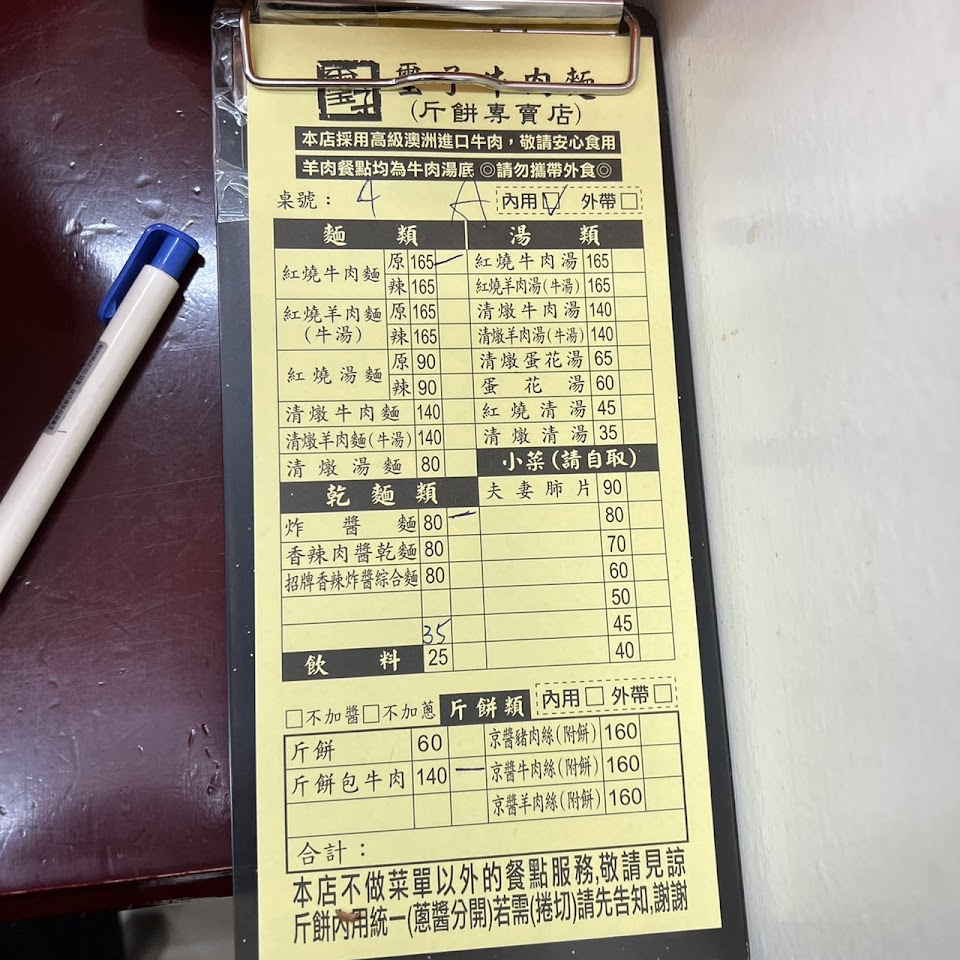 璽子牛肉麵
(斤餅專賣店)
本店採用高級澳洲進口牛肉，敬請安心食用
羊肉餐點均為牛肉湯底 ◎請勿攜帶外食◎
桌號： 4 A 內用☑ 外帶□
麵類
紅燒牛肉麵 原 165
辣 165
紅燒羊肉麵(牛湯) 原 165
辣 165
紅燒湯麵 原 90
辣 90
清燉牛肉麵 140
清燉羊肉麵(牛湯) 140
清燉湯麵 80
乾麵類
炸醬麵 80
香辣肉醬乾麵 80
招牌香辣炸醬綜合麵 80
35
飲料 25
湯類
紅燒牛肉湯 165
紅燒羊肉湯(牛湯) 165
清燉牛肉湯 140
清燉羊肉湯(牛湯) 140
清燉蛋花湯 65
蛋花湯 60
紅燒清湯 45
清燉清湯 35
小菜(請自取)
夫妻肺片 90
80
70
60
50
45
40
□不加醬□不加蔥 斤餅類 內用□ 外帶□
斤餅 60
斤餅包牛肉 140
京醬豬肉絲(附餅) 160
京醬牛肉絲(附餅) 160
京醬羊肉絲(附餅) 160
合計：
本店不做菜單以外的餐點服務,敬請見諒
斤餅內用統一(蔥醬分開)若需(捲切)請先告知,謝謝